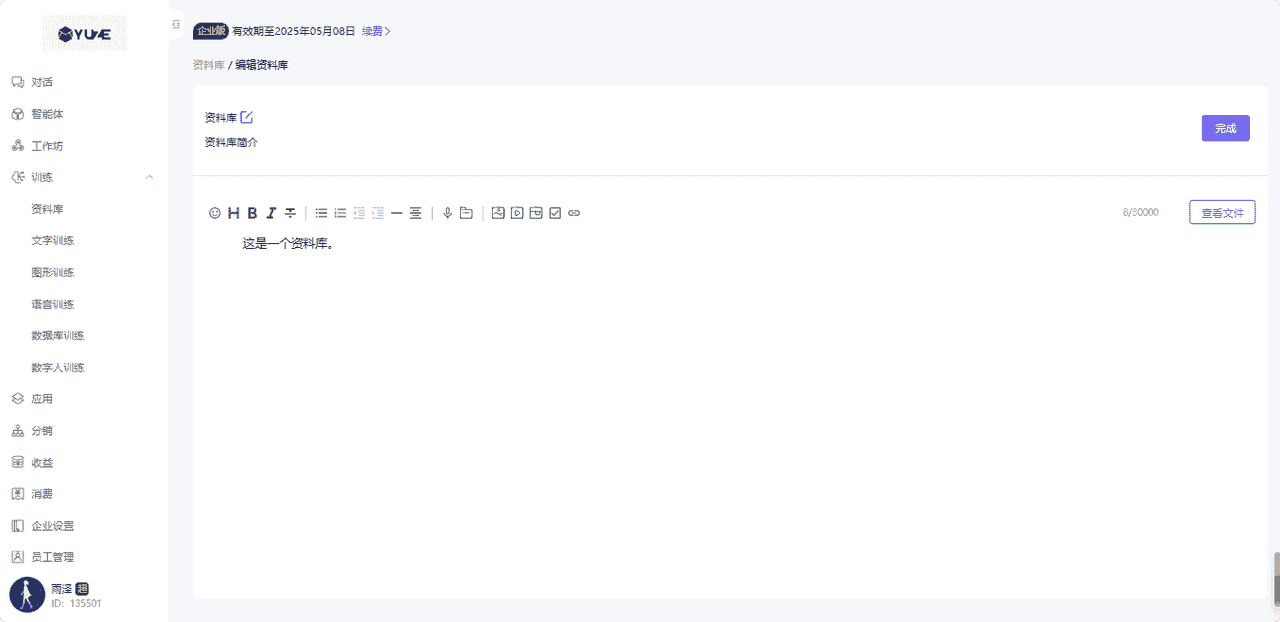 YUZE
对话
智能体
工作坊
训练
资料库
文字训练
图形训练
语音训练
数据库训练
数字人训练
应用
分销
收益
消费
企业设置
员工管理
雨泽 超
ID: 135501
企业版 有效期至2025年05月08日 续费
资料库 / 编辑资料库
资料库
资料库简介
完成
8/30000
查看文件
这是一个资料库。